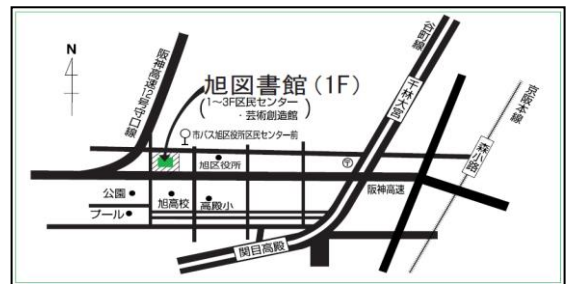 N
阪神高速12号守口線
旭図書館(1F)
(1～3F区民センター
・芸術創造館)
市バス旭区役所区民センター前
旭区役所
谷町線
千林大宮
京阪本線
森小路
〒
阪神高速
公園
プール
旭高校
高殿小
関目高殿